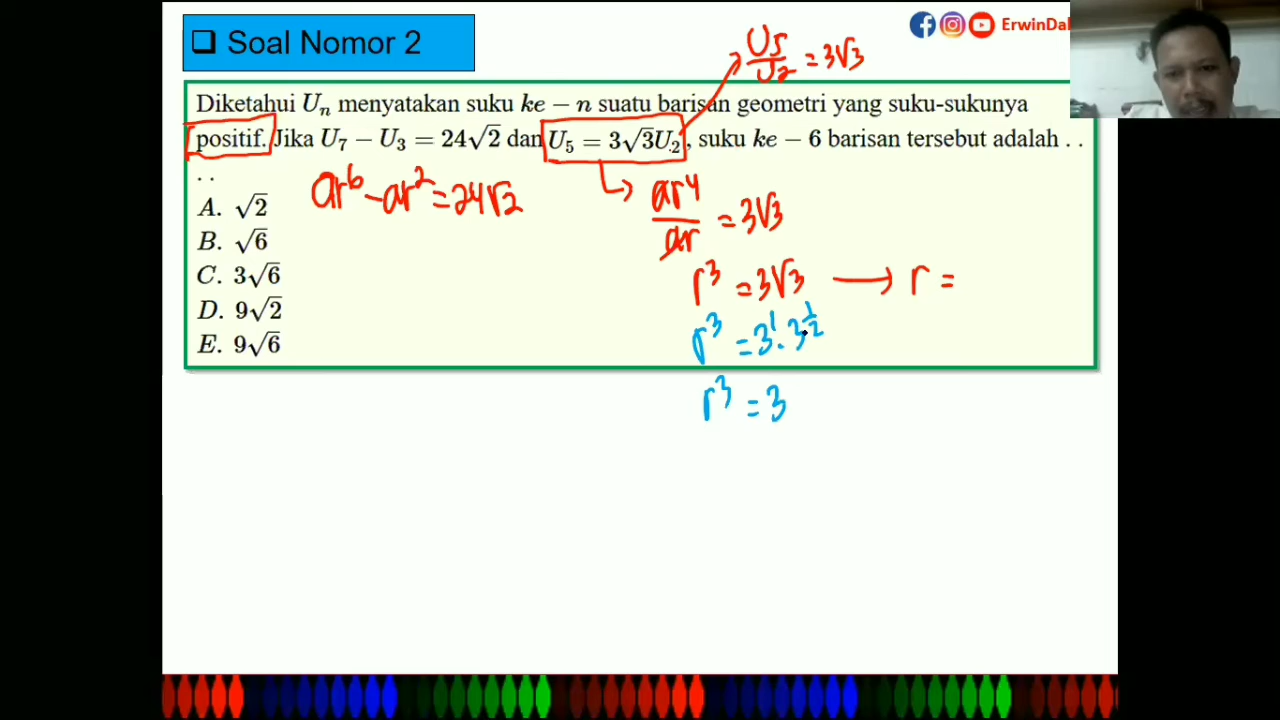 ❑ Soal Nomor 2
ErwinDal
U5/U2 = 3√3
Diketahui Uₙ menyatakan suku ke − n suatu barisan geometri yang suku-sukunya
positif. Jika U₇ − U₃ = 24√2 dan U₅ = 3√3U₂, suku ke − 6 barisan tersebut adalah . .
. .
ar⁶ − ar² = 24√2
ar⁴/ar = 3√3
A. √2
B. √6
C. 3√6
D. 9√2
E. 9√6
r³ = 3√3 → r =
r³ = 3¹ . 3^½
r³ = 3